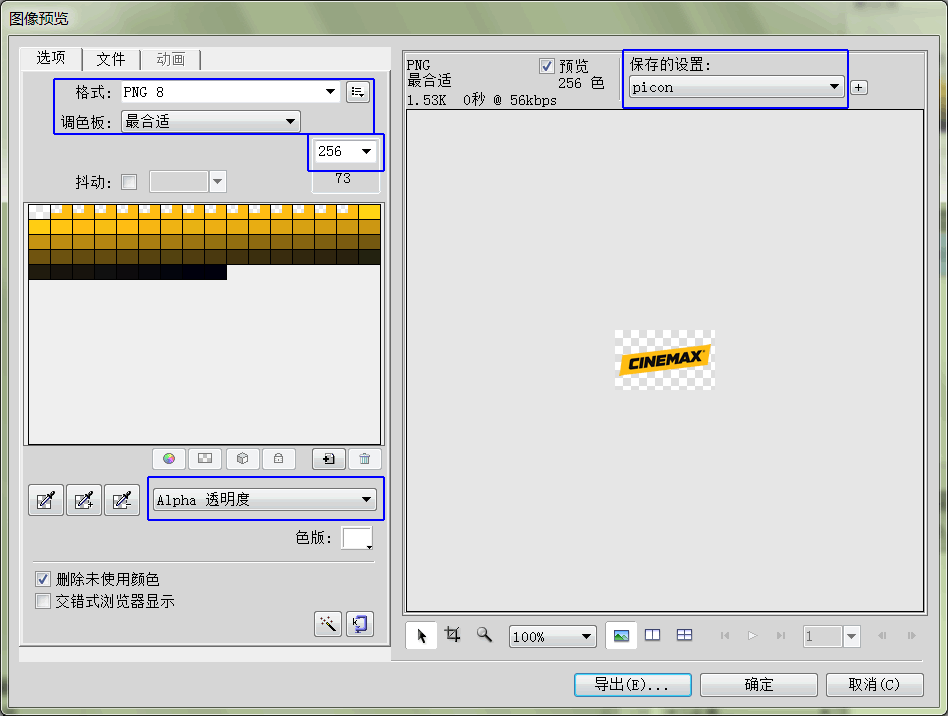 图像预览
选项 文件 动画
格式: PNG 8
调色板: 最合适
256
抖动: 73
Alpha 透明度
色版:
删除未使用颜色
交错式浏览器显示
PNG
最合适
1.53K 0秒 @ 56kbps
预览
256 色
保存的设置:
picon
+
CINEMAX
100%
1
导出(E)... 确定 取消(C)